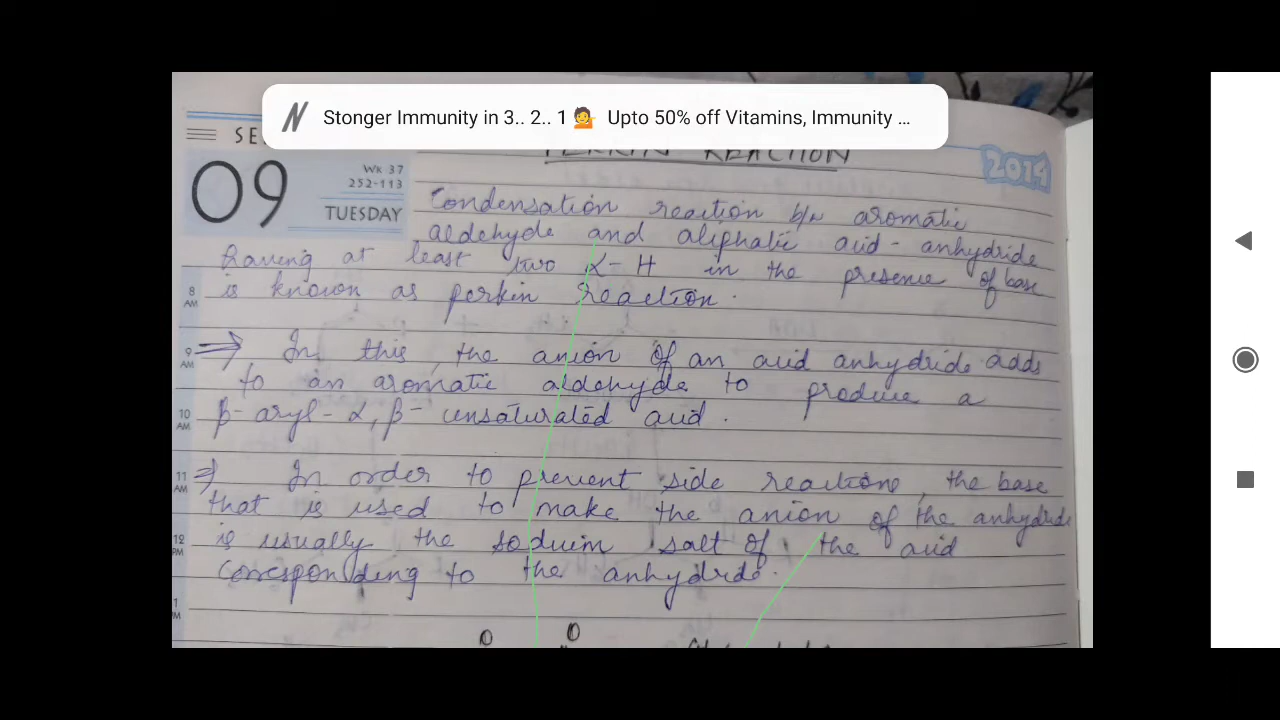 Stonger Immunity in 3.. 2.. 1 💁 Upto 50% off Vitamins, Immunity ...
PERKIN REACTION
2014
09
Wk 37
252-113
TUESDAY
Condensation reaction b/n aromatic
aldehyde and aliphatic acid - anhydride
having at least two α-H in the presence of base
is known as perkin reaction.
8 AM
9 AM
⇒ In this, the anion of an acid anhydride adds
to an aromatic aldehyde to produce a
10 AM
β-aryl-α,β-unsaturated acid.
11 AM
⇒ In order to prevent side reactions, the base
that is used to make the anion of the anhydride
12 PM
is usually the soduim salt of the acid
corresponding to the anhydride.
1 PM
O O